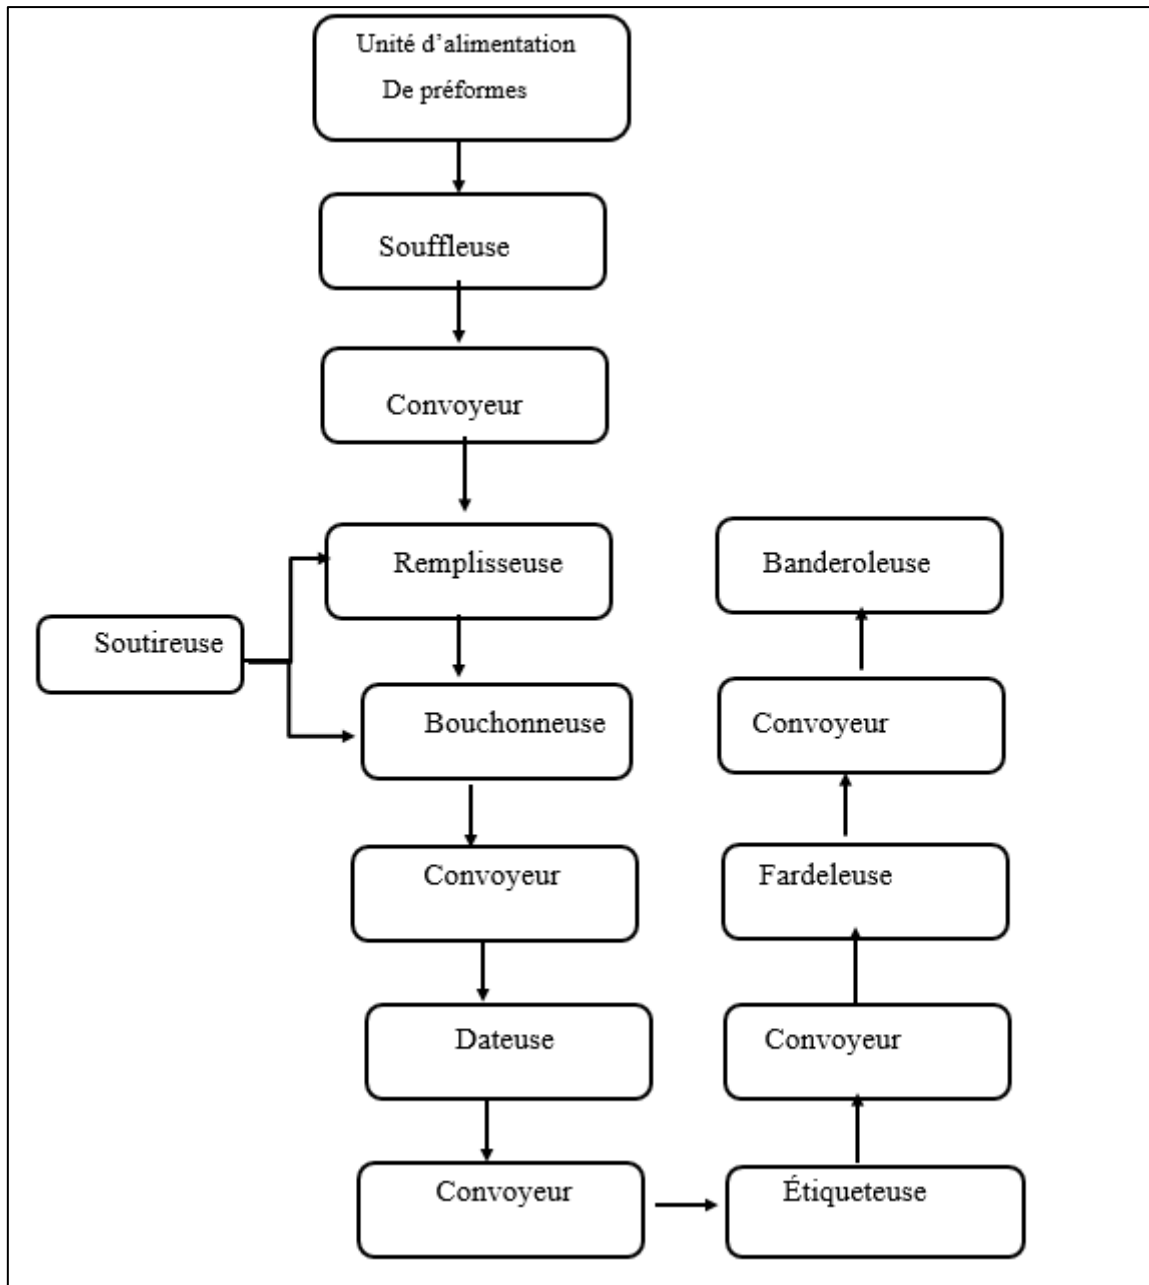 Unité d’alimentation
De préformes
Souffleuse
Convoyeur
Remplisseuse
Soutireuse
Bouchonneuse
Convoyeur
Dateuse
Convoyeur
Étiqueteuse
Convoyeur
Fardeleuse
Convoyeur
Banderoleuse